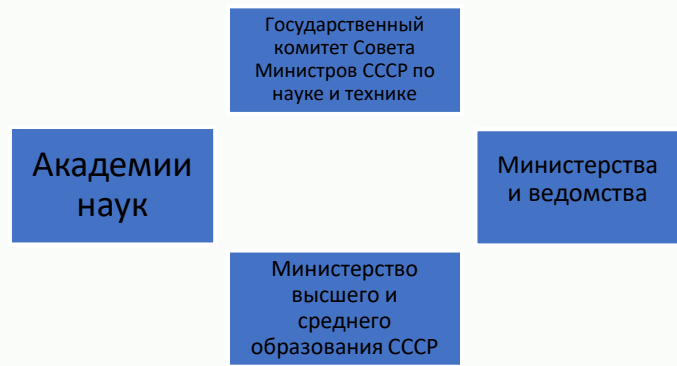 Государственный
комитет Совета
Министров СССР по
науке и технике
Академии
наук
Министерства
и ведомства
Министерство
высшего и
среднего
образования СССР